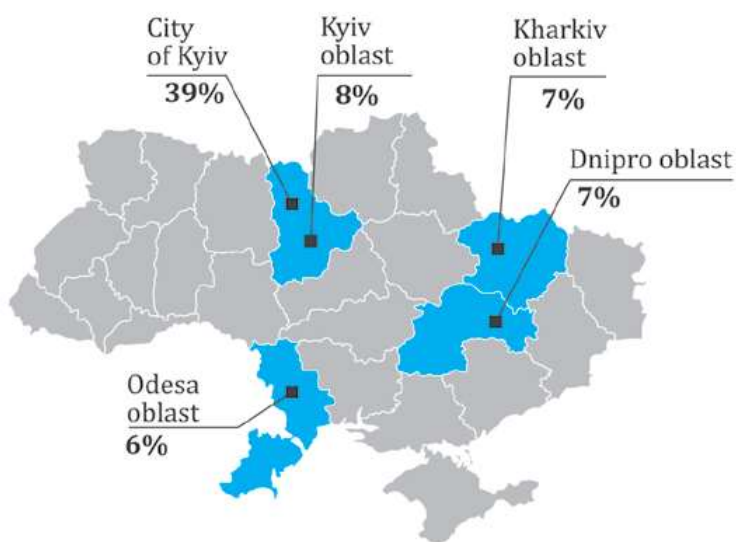 City
of Kyiv
39%
Kyiv
oblast
8%
Kharkiv
oblast
7%
Dnipro oblast
7%
Odesa
oblast
6%